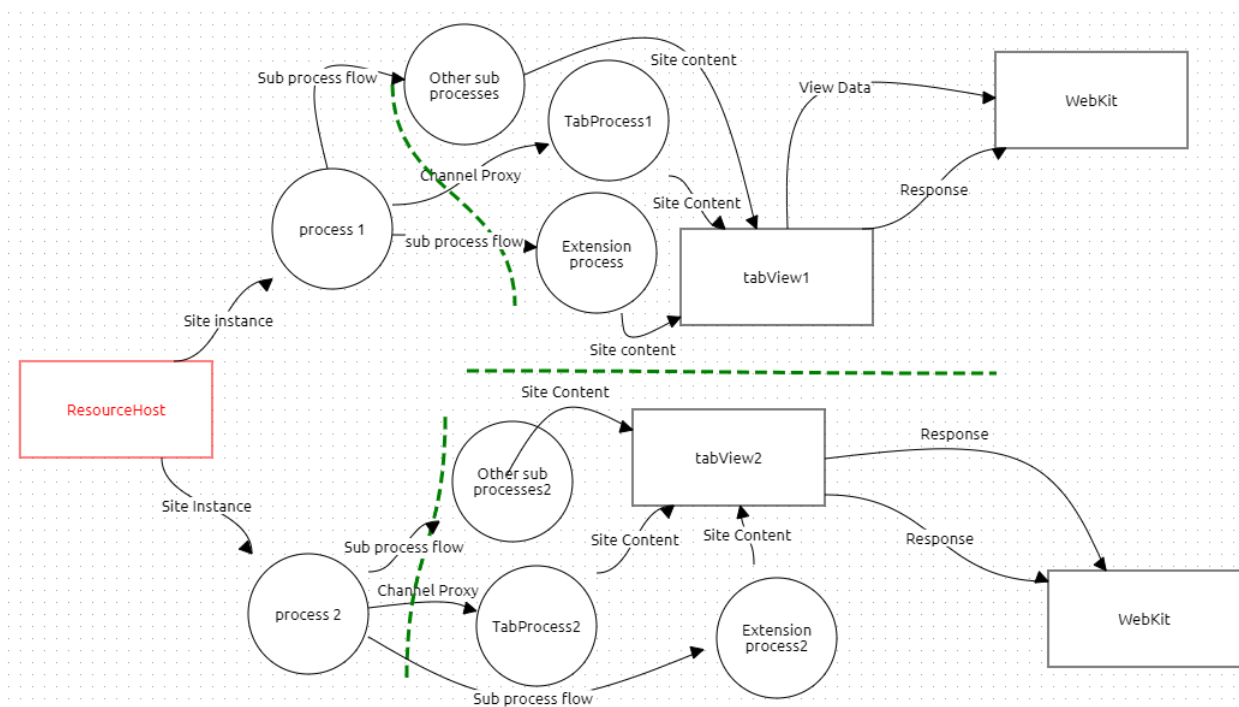 Other sub
processes
Sub process flow
Site content
TabProcess1
View Data
WebKit
Channel Proxy
Site Content
Response
process 1
sub process flow
Extension
process
tabView1
Site content
Site instance
ResourceHost
Site Content
Site Instance
Other sub
processes2
tabView2
Response
Sub process flow
Site Content
Site Content
Response
Channel Proxy
process 2
TabProcess2
Extension
process2
WebKit
Sub process flow